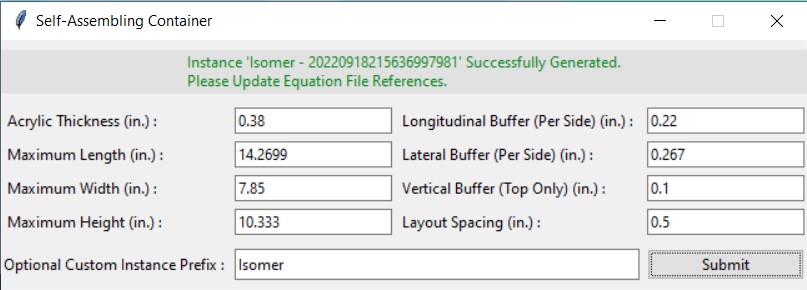 Self-Assembling Container
Instance 'Isomer - 20220918215636997981' Successfully Generated.
Please Update Equation File References.
Acrylic Thickness (in.) : 0.38 Longitudinal Buffer (Per Side) (in.) : 0.22
Maximum Length (in.) : 14.2699 Lateral Buffer (Per Side) (in.) : 0.267
Maximum Width (in.) : 7.85 Vertical Buffer (Top Only) (in.) : 0.1
Maximum Height (in.) : 10.333 Layout Spacing (in.) : 0.5
Optional Custom Instance Prefix : Isomer Submit